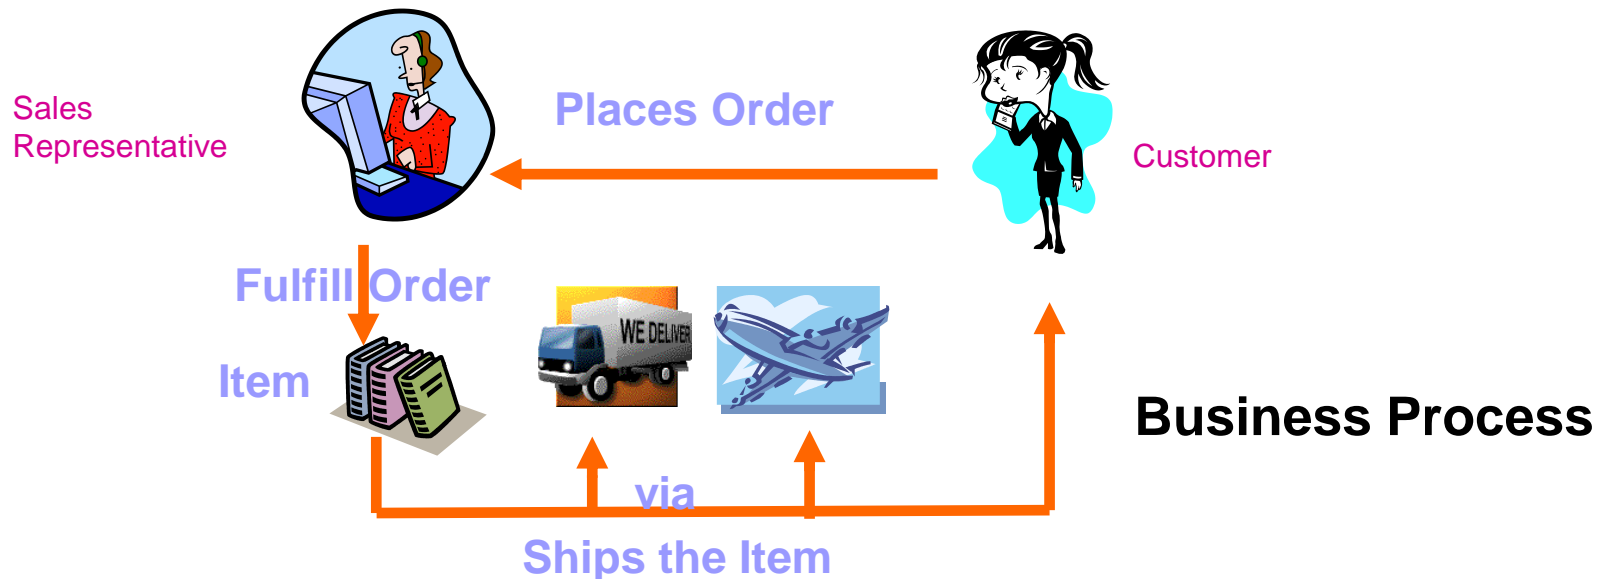 Sales
Representative
Places Order
Customer
Fulfill Order
WE DELIVER
Item
Business Process
via
Ships the Item